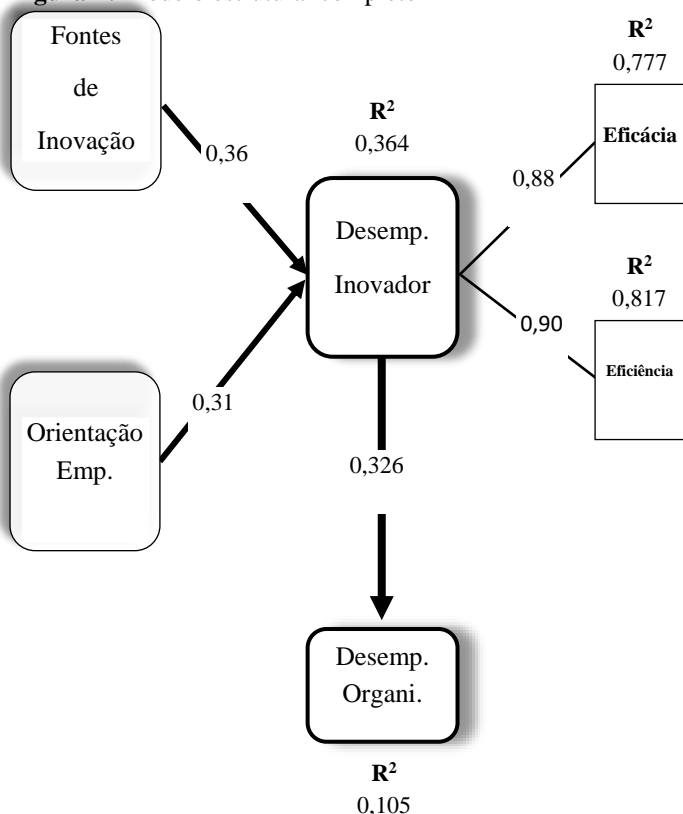 Fontes
de
Inovação
0,36
R²
0,364
Desemp.
Inovador
0,88
R²
0,777
Eficácia
0,90
R²
0,817
Eficiência
Orientação
Emp.
0,31
0,326
Desemp.
Organi.
R²
0,105